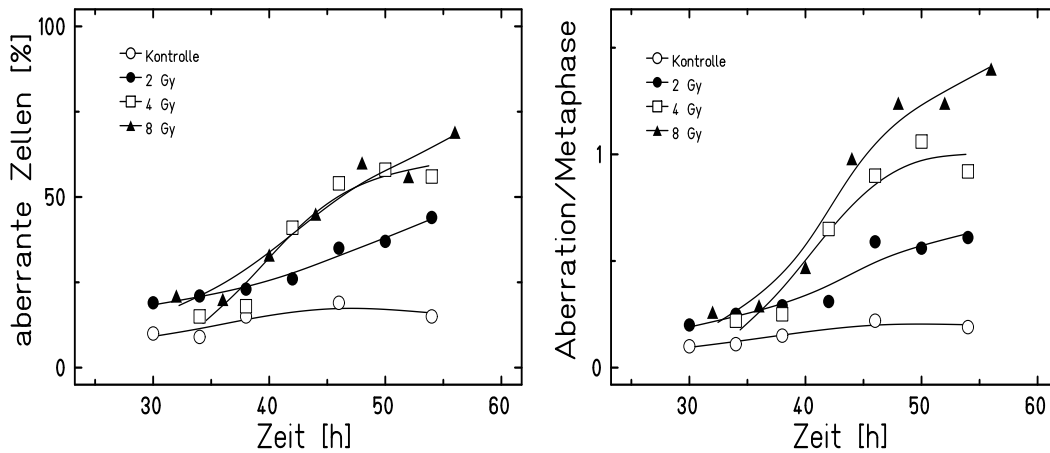 aberrante Zellen [%]
100
50
0
Kontrolle
2 Gy
4 Gy
8 Gy
30 40 50 60
Zeit [h]
Aberration/Metaphase
1
0
Kontrolle
2 Gy
4 Gy
8 Gy
30 40 50 60
Zeit [h]